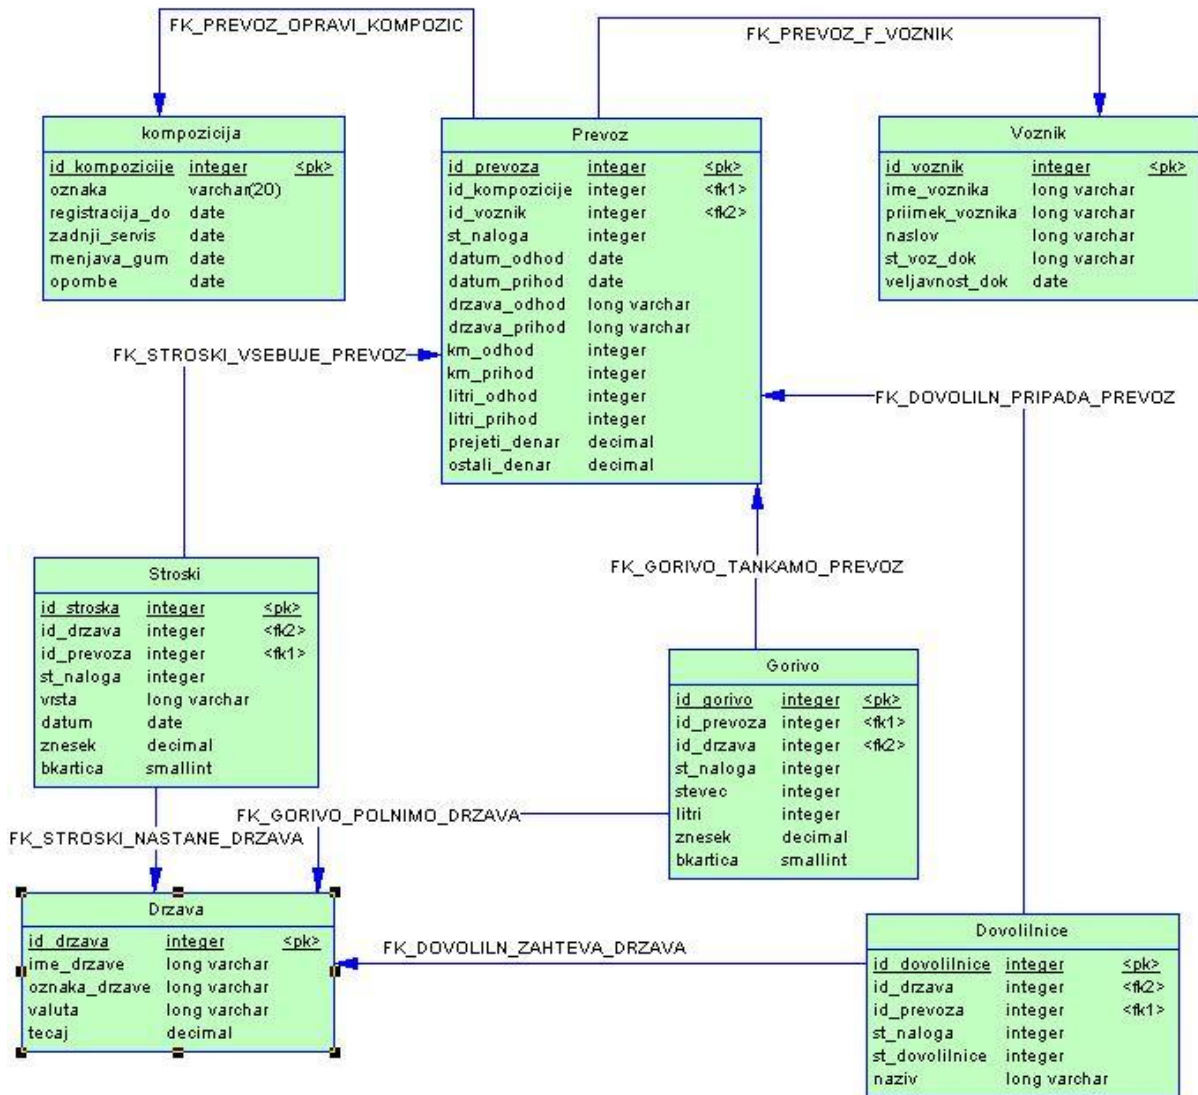 FK_PREVOZ_OPRAVI_KOMPOZIC
FK_PREVOZ_F_VOZNIK
kompozicija
id_kompozicije integer <pk>
oznaka varchar(20)
registracija_do date
zadnji_servis date
menjava_gum date
opombe date
Prevoz
id_prevoza integer <pk>
id_kompozicije integer <fk1>
id_voznik integer <fk2>
st_naloga integer
datum_odhod date
datum_prihod date
drzava_odhod long varchar
drzava_prihod long varchar
km_odhod integer
km_prihod integer
litri_odhod integer
litri_prihod integer
prejeti_denar decimal
ostali_denar decimal
Voznik
id_voznik integer <pk>
ime_voznika long varchar
priimek_voznika long varchar
naslov long varchar
st_voz_dok long varchar
veljavnost_dok date
FK_STROSKI_VSEBUJE_PREVOZ
FK_DOVOLILN_PRIPADA_PREVOZ
FK_GORIVO_TANKAMO_PREVOZ
Stroski
id_stroska integer <pk>
id_drzava integer <fk2>
id_prevoza integer <fk1>
st_naloga integer
vrsta long varchar
datum date
znesek decimal
bkartica smallint
Gorivo
id_gorivo integer <pk>
id_prevoza integer <fk1>
id_drzava integer <fk2>
st_naloga integer
stevec integer
litri integer
znesek decimal
bkartica smallint
FK_GORIVO_POLNIMO_DRZAVA
FK_STROSKI_NASTANE_DRZAVA
Drzava
id_drzava integer <pk>
ime_drzave long varchar
oznaka_drzave long varchar
valuta long varchar
tecaj decimal
FK_DOVOLILN_ZAHTEVA_DRZAVA
Dovolilnice
id_dovolilnice integer <pk>
id_drzava integer <fk2>
id_prevoza integer <fk1>
st_naloga integer
st_dovolilnice integer
naziv long varchar